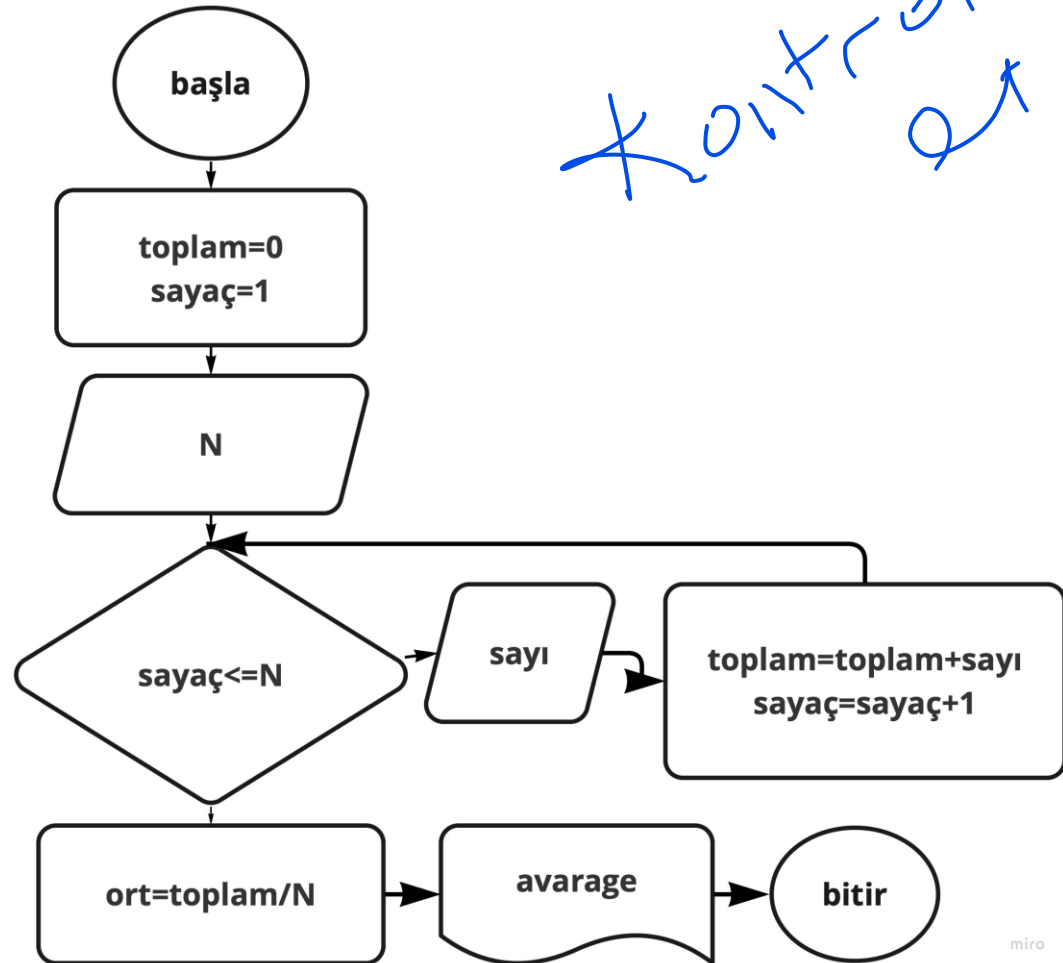 başla
toplam=0
sayaç=1
N
sayaç<=N
sayı
toplam=toplam+sayı
sayaç=sayaç+1
ort=toplam/N
avarage
bitir
miro